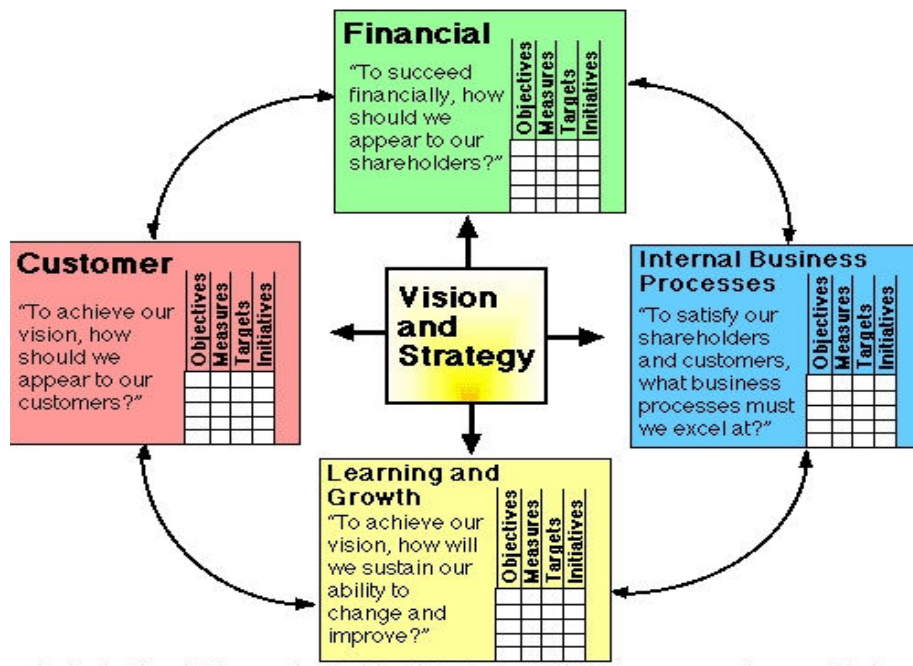 Financial
“To succeed
financially, how
should we
appear to our
shareholders?”
Objectives
Measures
Targets
Initiatives
Customer
“To achieve our
vision, how
should we
appear to our
customers?”
Objectives
Measures
Targets
Initiatives
Vision
and
Strategy
Internal Business
Processes
“To satisfy our
shareholders
and customers,
what business
processes must
we excel at?”
Objectives
Measures
Targets
Initiatives
Learning and
Growth
“To achieve our
vision, how will
we sustain our
ability to
change and
improve?”
Objectives
Measures
Targets
Initiatives